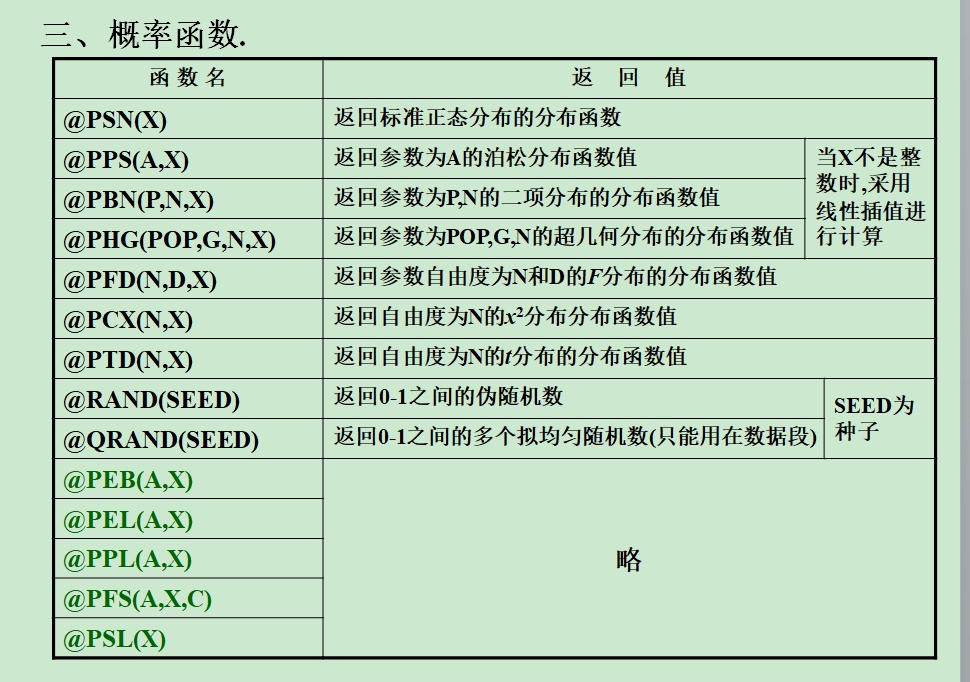 三、概率函数.
函数名 返 回 值
@PSN(X) 返回标准正态分布的分布函数
@PPS(A,X) 返回参数为A的泊松分布函数值
@PBN(P,N,X) 返回参数为P,N的二项分布的分布函数值
@PHG(POP,G,N,X) 返回参数为POP,G,N的超几何分布的分布函数值
当X不是整
数时,采用
线性插值进
行计算
@PFD(N,D,X) 返回参数自由度为N和D的F分布的分布函数值
@PCX(N,X) 返回自由度为N的x²分布分布函数值
@PTD(N,X) 返回自由度为N的t分布的分布函数值
@RAND(SEED) 返回0-1之间的伪随机数
@QRAND(SEED) 返回0-1之间的多个拟均匀随机数(只能用在数据段)
SEED为
种子
@PEB(A,X)
@PEL(A,X)
@PPL(A,X)
@PFS(A,X,C)
@PSL(X)
略